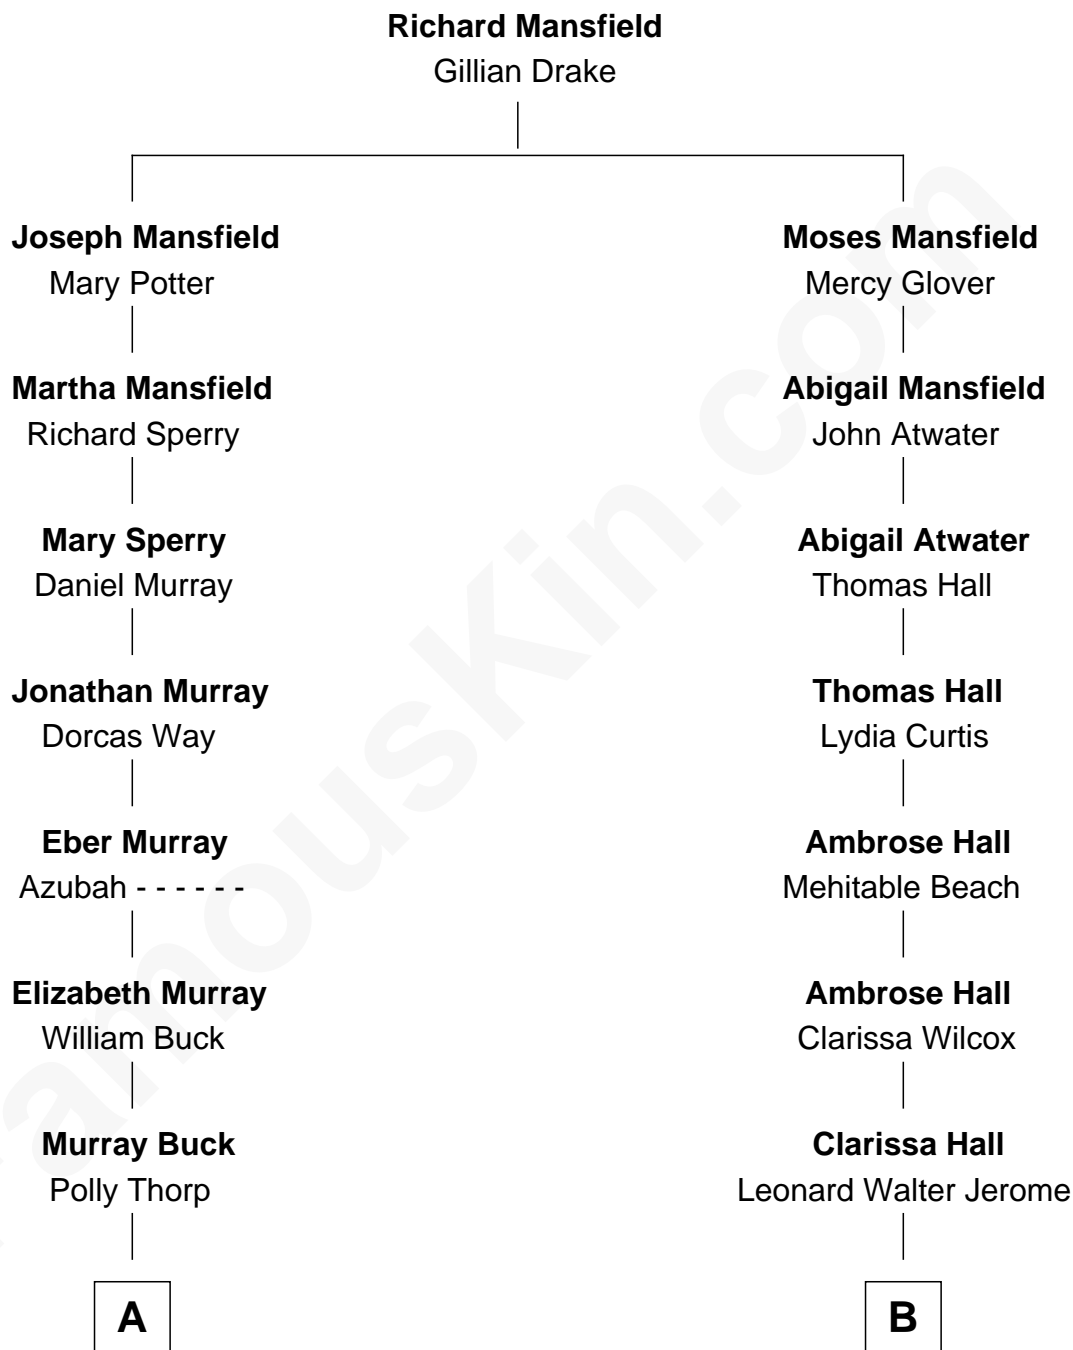 Richard Mansfield
Gillian Drake
Joseph Mansfield
Mary Potter
Moses Mansfield
Mercy Glover
Martha Mansfield
Richard Sperry
Abigail Mansfield
John Atwater
Mary Sperry
Daniel Murray
Abigail Atwater
Thomas Hall
Jonathan Murray
Dorcas Way
Thomas Hall
Lydia Curtis
Eber Murray
Azubah - - - - - -
Ambrose Hall
Mehitable Beach
Elizabeth Murray
William Buck
Ambrose Hall
Clarissa Wilcox
Murray Buck
Polly Thorp
Clarissa Hall
Leonard Walter Jerome
A
B
FamousKin.com